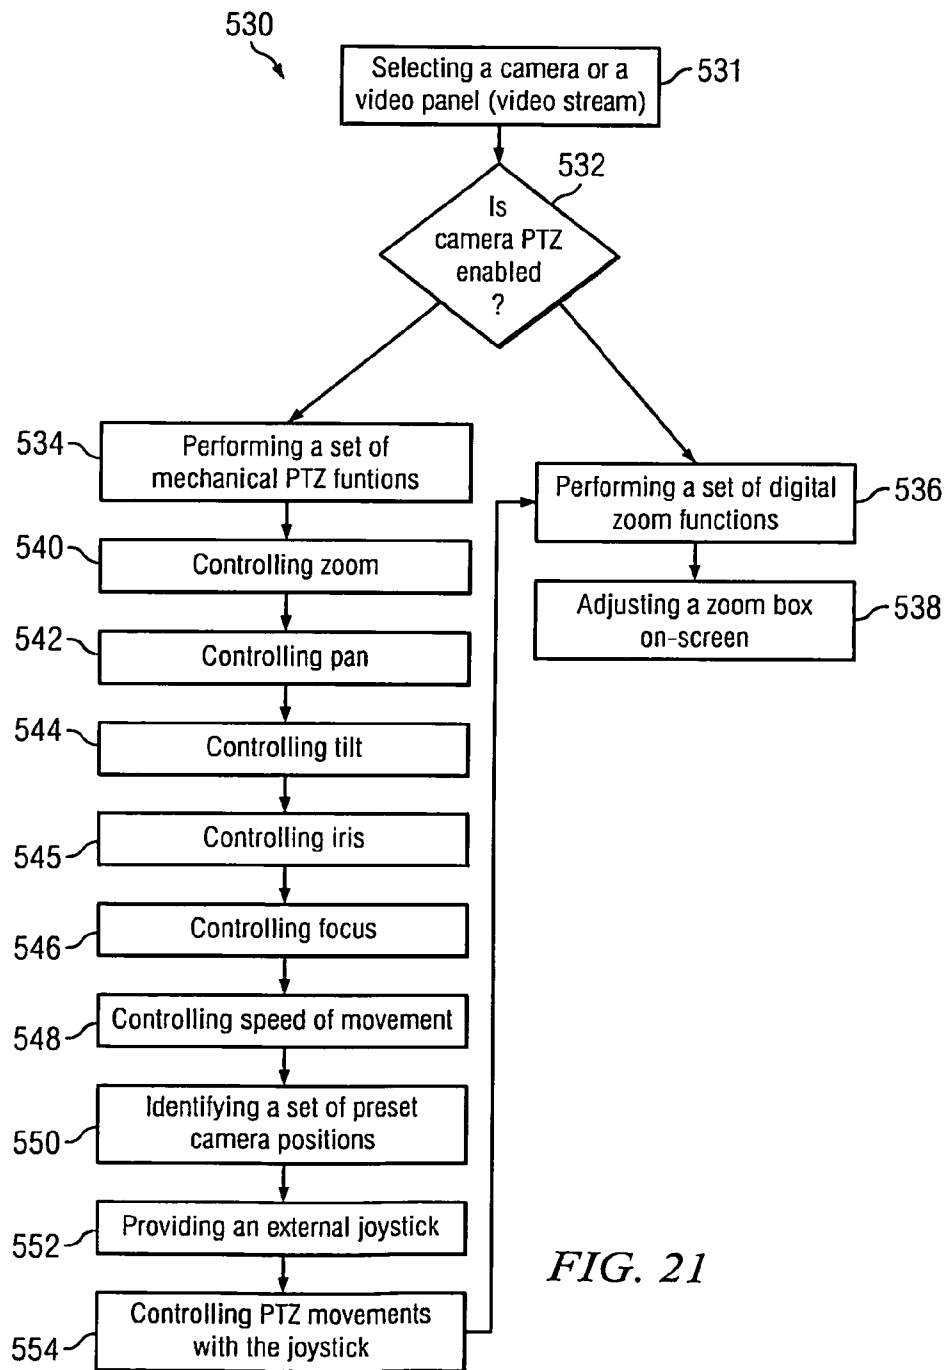 530
Selecting a camera or a
video panel (video stream)
531
532
Is
camera PTZ
enabled
?
534
Performing a set of
mechanical PTZ funtions
Performing a set of digital
zoom functions
536
540
Controlling zoom
Adjusting a zoom box
on-screen
538
542
Controlling pan
544
Controlling tilt
545
Controlling iris
546
Controlling focus
548
Controlling speed of movement
550
Identifying a set of preset
camera positions
552
Providing an external joystick
554
Controlling PTZ movements
with the joystick
FIG. 21